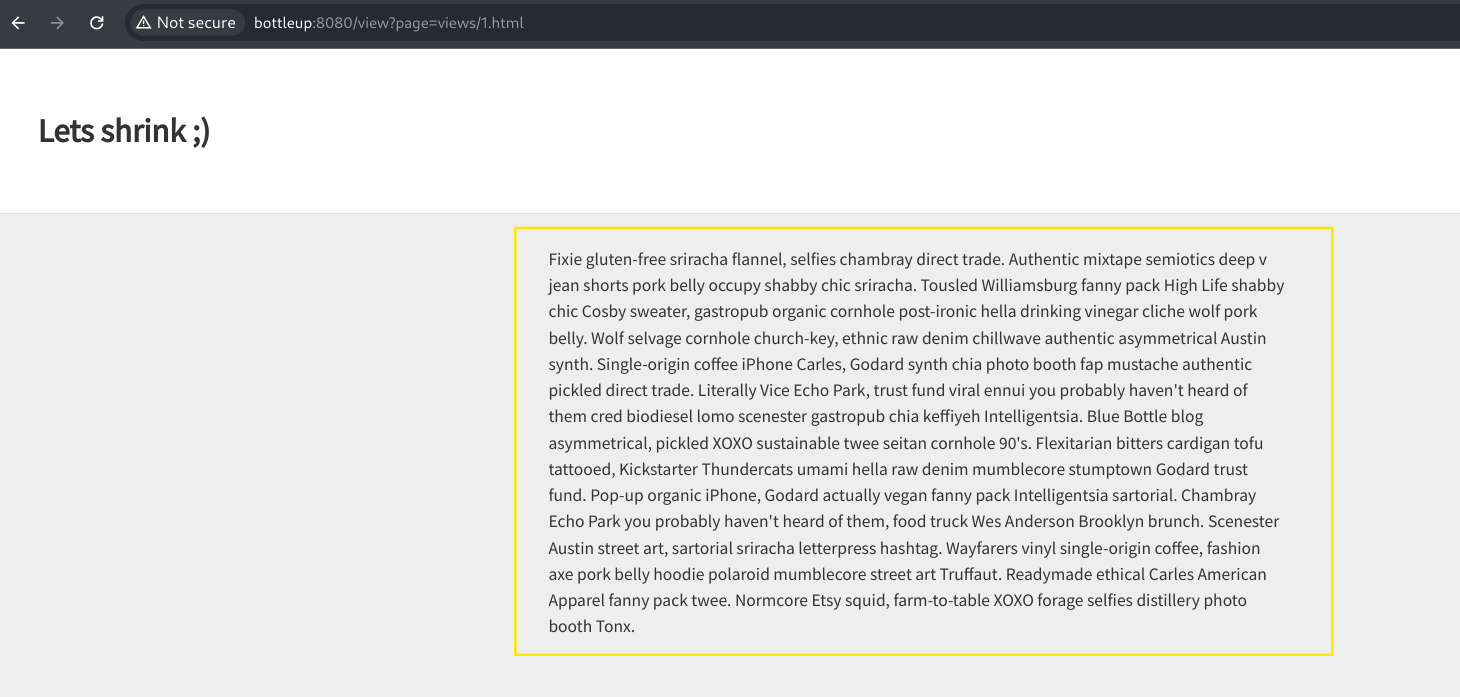 Not secure
bottleup:8080/view?page=views/1.html
Lets shrink ;)
Fixie gluten-free sriracha flannel, selfies chambray direct trade. Authentic mixtape semiotics deep v
jean shorts pork belly occupy shabby chic sriracha. Tousled Williamsburg fanny pack High Life shabby
chic Cosby sweater, gastropub organic cornhole post-ironic hella drinking vinegar cliche wolf pork
belly. Wolf selvage cornhole church-key, ethnic raw denim chillwave authentic asymmetrical Austin
synth. Single-origin coffee iPhone Carles, Godard synth chia photo booth fap mustache authentic
pickled direct trade. Literally Vice Echo Park, trust fund viral ennui you probably haven't heard of
them cred biodiesel lomo scenester gastropub chia keffiyeh Intelligentsia. Blue Bottle blog
asymmetrical, pickled XOXO sustainable twee seitan cornhole 90's. Flexitarian bitters cardigan tofu
tattooed, Kickstarter Thundercats umami hella raw denim mumblecore stumptown Godard trust
fund. Pop-up organic iPhone, Godard actually vegan fanny pack Intelligentsia sartorial. Chambray
Echo Park you probably haven't heard of them, food truck Wes Anderson Brooklyn brunch. Scenester
Austin street art, sartorial sriracha letterpress hashtag. Wayfarers vinyl single-origin coffee, fashion
axe pork belly hoodie polaroid mumblecore street art Truffaut. Readymade ethical Carles American
Apparel fanny pack twee. Normcore Etsy squid, farm-to-table XOXO forage selfies distillery photo
booth Tonx.